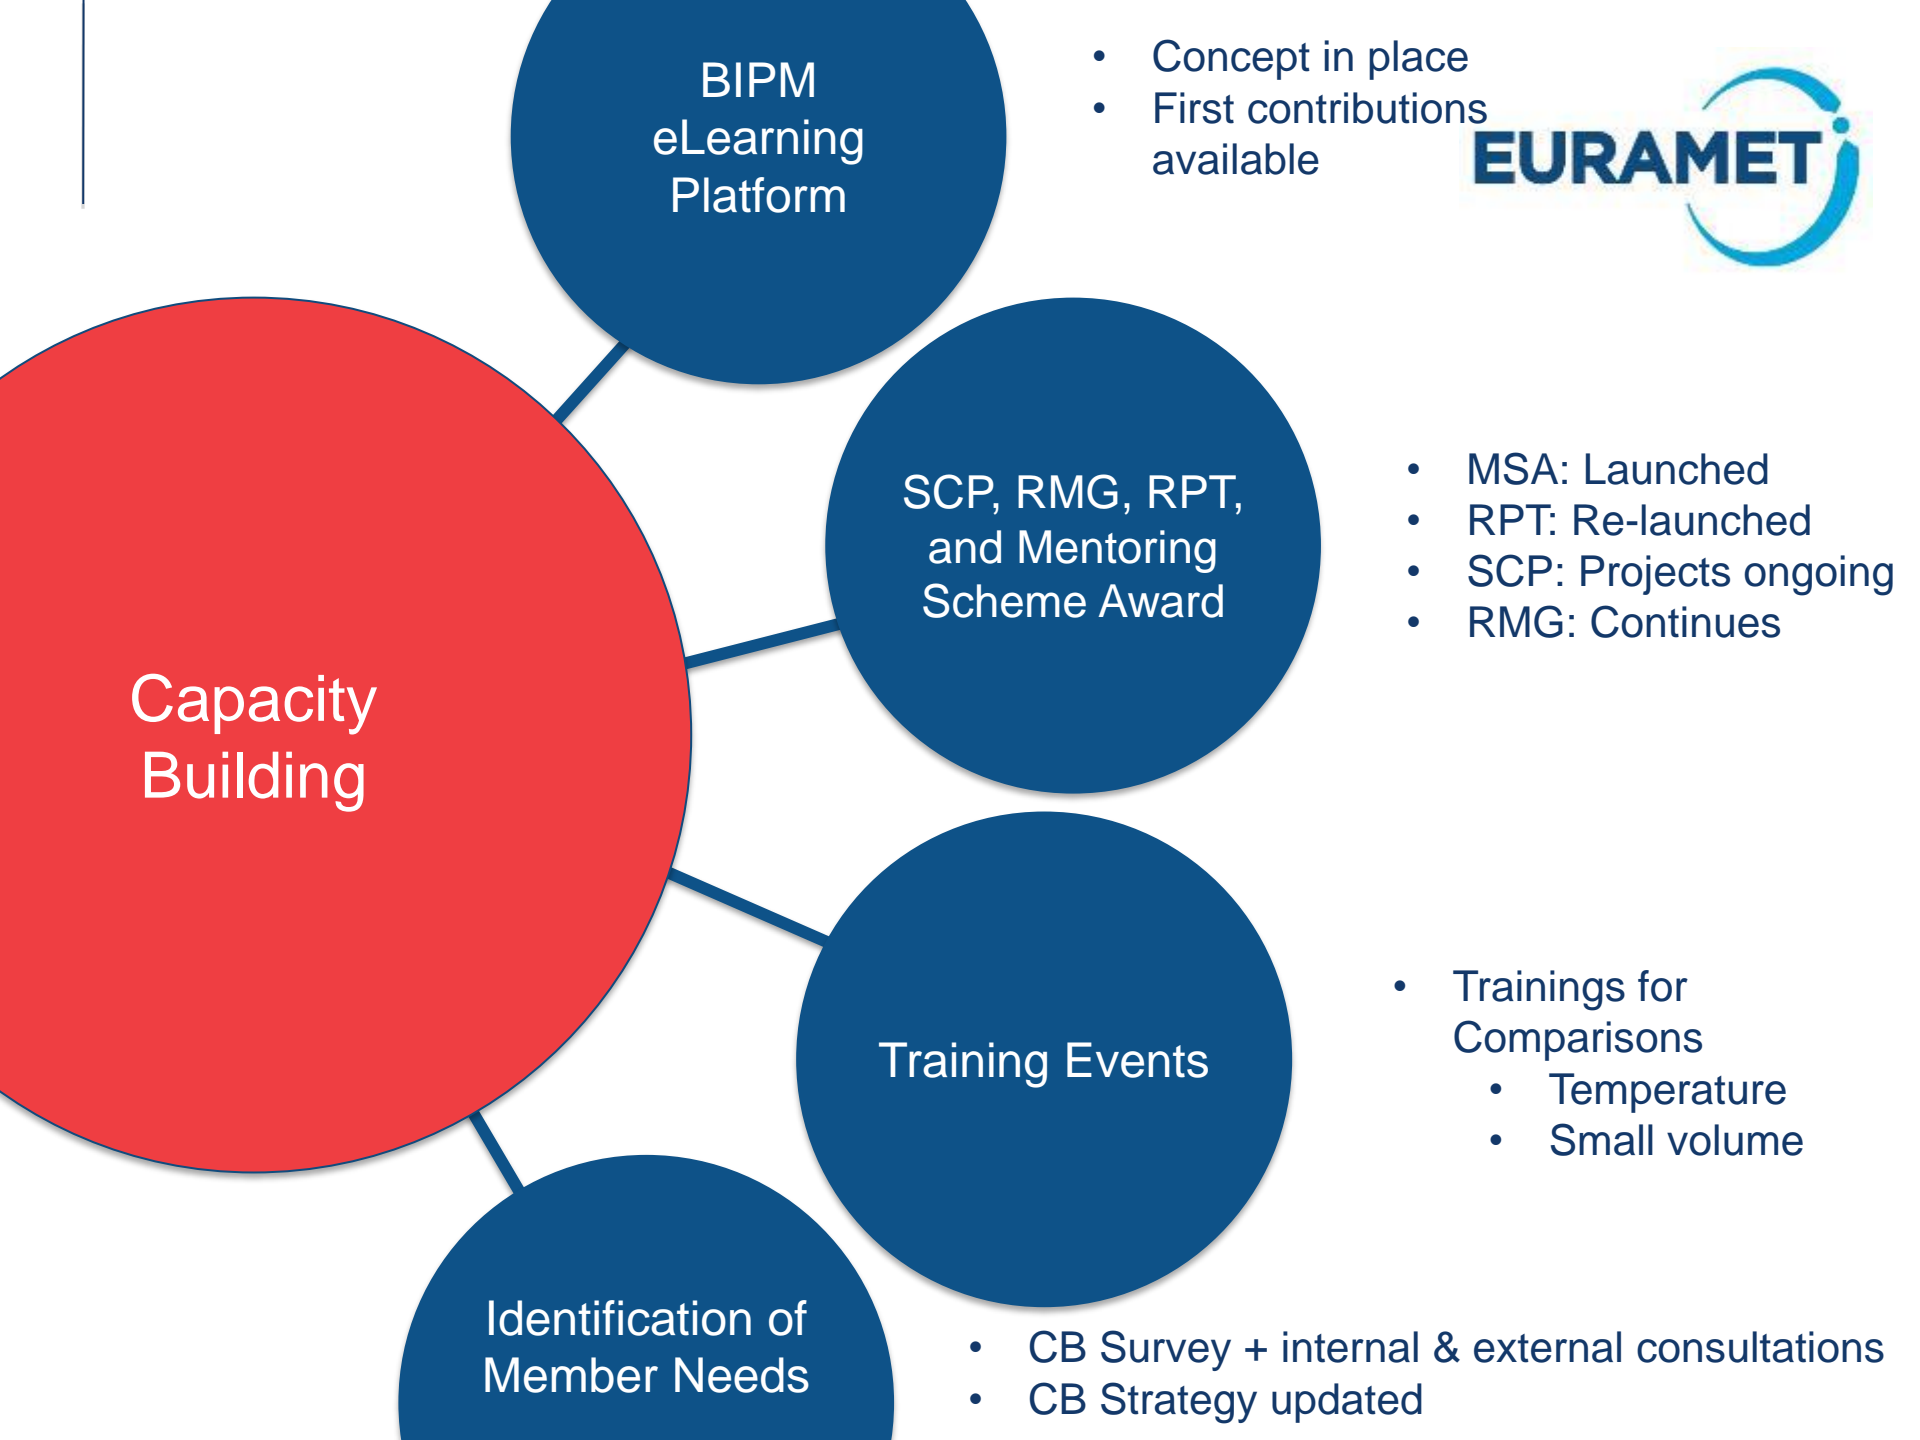 BIPM
eLearning
Platform
• Concept in place
• First contributions
available
EURAMET
SCP, RMG, RPT,
and Mentoring
Scheme Award
• MSA: Launched
• RPT: Re-launched
• SCP: Projects ongoing
• RMG: Continues
Capacity
Building
Training Events
• Trainings for
Comparisons
• Temperature
• Small volume
Identification of
Member Needs
• CB Survey + internal & external consultations
• CB Strategy updated